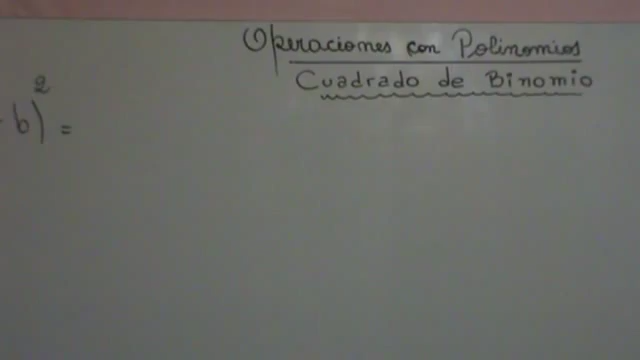 Operaciones con Polinomios
Cuadrado de Binomio
b)² =